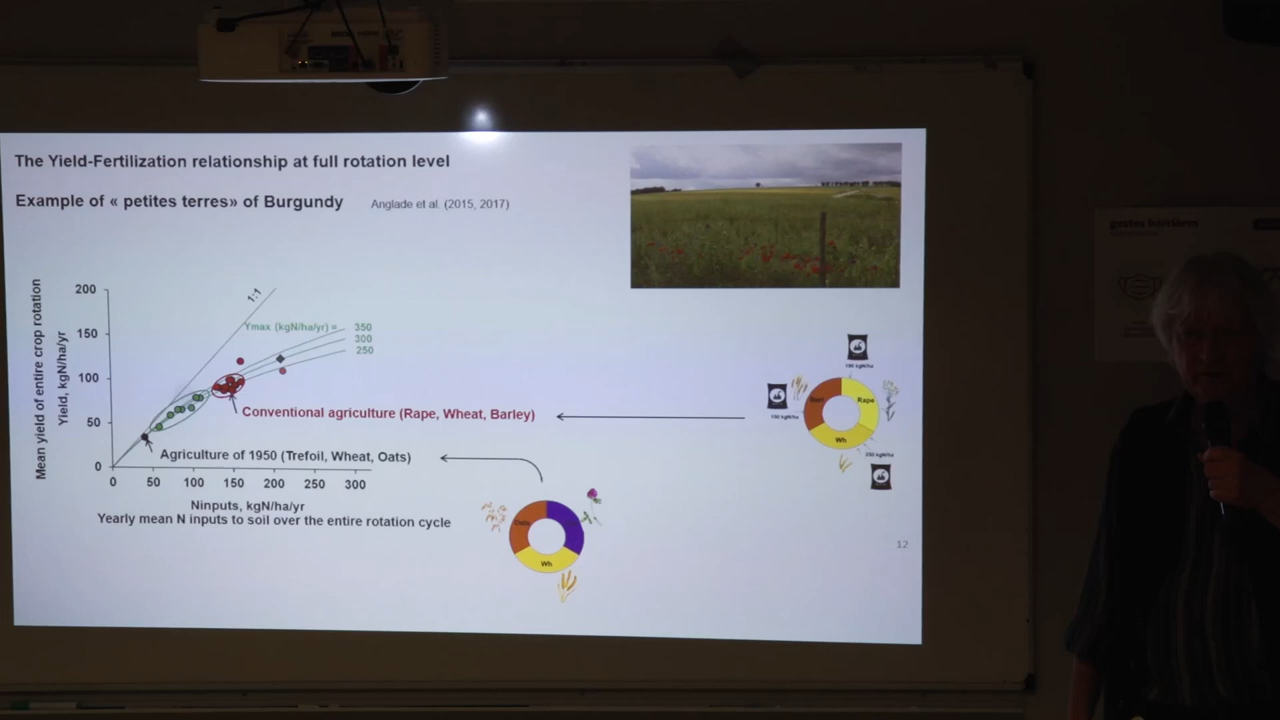 The Yield-Fertilization relationship at full rotation level
Example of « petites terres» of Burgundy
Anglade et al. (2015, 2017)
Mean yield of entire crop rotation
Yield, kgN/ha/yr
200
150
100
50
0
1:1
Ymax (kgN/ha/yr) =
350
300
250
Conventional agriculture (Rape, Wheat, Barley)
Agriculture of 1950 (Trefoil, Wheat, Oats)
0 50 100 150 200 250 300
Ninputs, kgN/ha/yr
Yearly mean N inputs to soil over the entire rotation cycle
Oats
Wh
Rape
Wh
12
gestes barrières